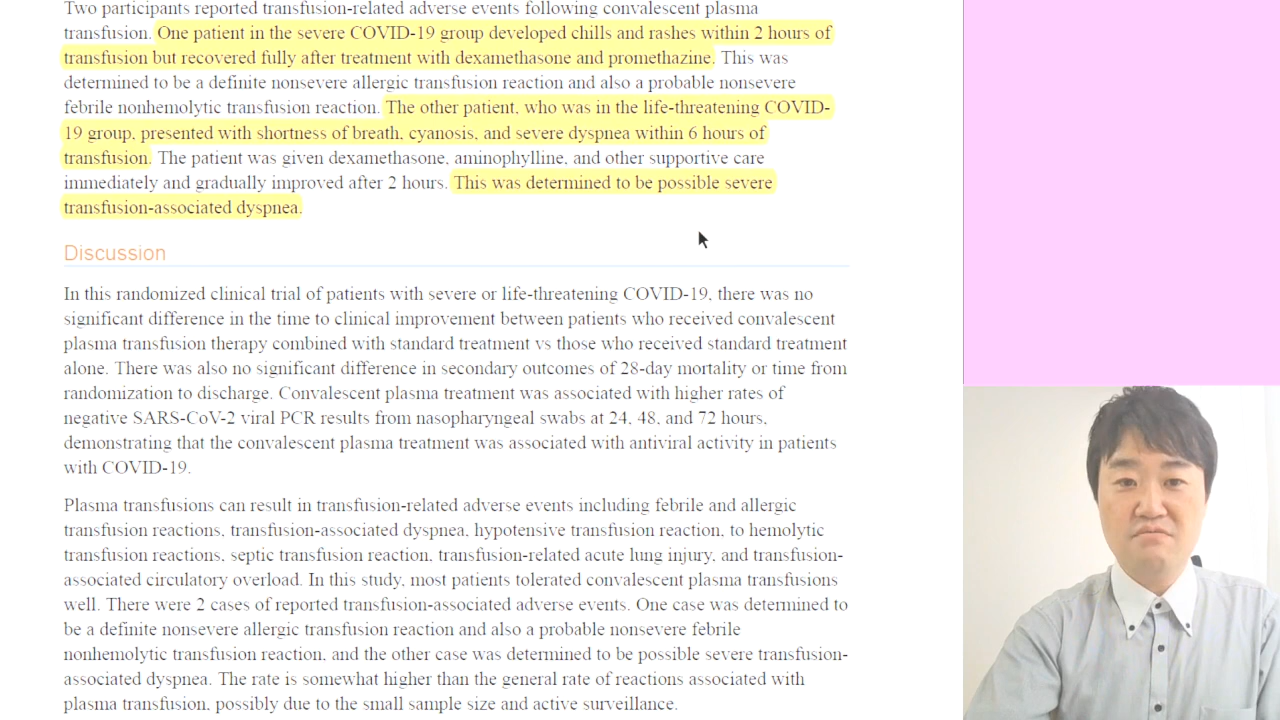 Two participants reported transfusion-related adverse events following convalescent plasma
transfusion. One patient in the severe COVID-19 group developed chills and rashes within 2 hours of
transfusion but recovered fully after treatment with dexamethasone and promethazine. This was
determined to be a definite nonsevere allergic transfusion reaction and also a probable nonsevere
febrile nonhemolytic transfusion reaction. The other patient, who was in the life-threatening COVID-
19 group, presented with shortness of breath, cyanosis, and severe dyspnea within 6 hours of
transfusion. The patient was given dexamethasone, aminophylline, and other supportive care
immediately and gradually improved after 2 hours. This was determined to be possible severe
transfusion-associated dyspnea.
Discussion
In this randomized clinical trial of patients with severe or life-threatening COVID-19, there was no
significant difference in the time to clinical improvement between patients who received convalescent
plasma transfusion therapy combined with standard treatment vs those who received standard treatment
alone. There was also no significant difference in secondary outcomes of 28-day mortality or time from
randomization to discharge. Convalescent plasma treatment was associated with higher rates of
negative SARS-CoV-2 viral PCR results from nasopharyngeal swabs at 24, 48, and 72 hours,
demonstrating that the convalescent plasma treatment was associated with antiviral activity in patients
with COVID-19.
Plasma transfusions can result in transfusion-related adverse events including febrile and allergic
transfusion reactions, transfusion-associated dyspnea, hypotensive transfusion reaction, to hemolytic
transfusion reactions, septic transfusion reaction, transfusion-related acute lung injury, and transfusion-
associated circulatory overload. In this study, most patients tolerated convalescent plasma transfusions
well. There were 2 cases of reported transfusion-associated adverse events. One case was determined to
be a definite nonsevere allergic transfusion reaction and also a probable nonsevere febrile
nonhemolytic transfusion reaction, and the other case was determined to be possible severe transfusion-
associated dyspnea. The rate is somewhat higher than the general rate of reactions associated with
plasma transfusion, possibly due to the small sample size and active surveillance.